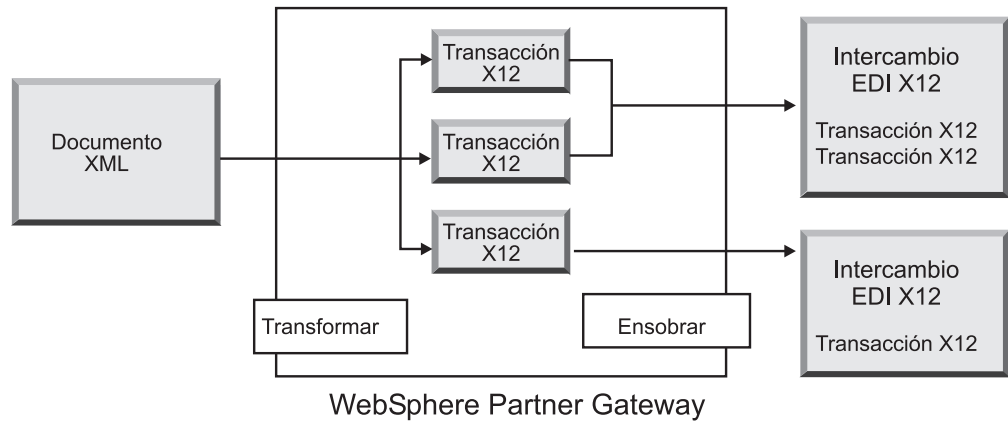 Documento
XML
Transacción
X12
Transacción
X12
Transacción
X12
Transformar
Ensobrar
Intercambio
EDI X12
Transacción X12
Transacción X12
Intercambio
EDI X12
Transacción X12
WebSphere Partner Gateway